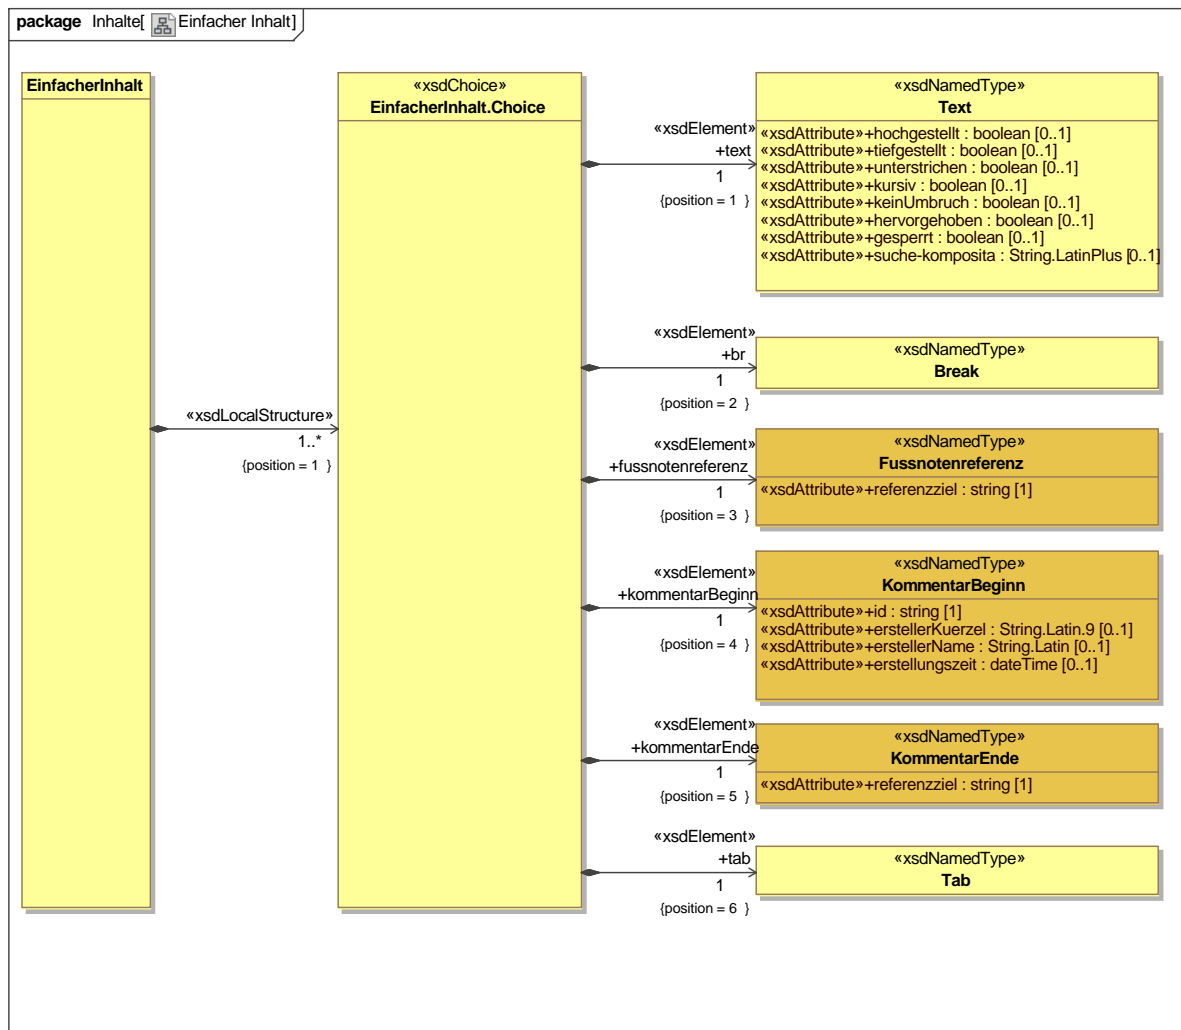 package Inhalte[ Einfacher Inhalt]
EinfacherInhalt
«xsdLocalStructure»
1..*
{position = 1 }
«xsdChoice»
EinfacherInhalt.Choice
«xsdElement»
+text
1
{position = 1 }
«xsdNamedType»
Text
«xsdAttribute»+hochgestellt : boolean [0..1]
«xsdAttribute»+tiefgestellt : boolean [0..1]
«xsdAttribute»+unterstrichen : boolean [0..1]
«xsdAttribute»+kursiv : boolean [0..1]
«xsdAttribute»+keinUmbruch : boolean [0..1]
«xsdAttribute»+hervorgehoben : boolean [0..1]
«xsdAttribute»+gesperrt : boolean [0..1]
«xsdAttribute»+suche-komposita : String.LatinPlus [0..1]
«xsdElement»
+br
1
{position = 2 }
«xsdNamedType»
Break
«xsdElement»
+fussnotenreferenz
1
{position = 3 }
«xsdNamedType»
Fussnotenreferenz
«xsdAttribute»+referenzziel : string [1]
«xsdElement»
+kommentarBeginn
1
{position = 4 }
«xsdNamedType»
KommentarBeginn
«xsdAttribute»+id : string [1]
«xsdAttribute»+erstellerKuerzel : String.Latin.9 [0..1]
«xsdAttribute»+erstellerName : String.Latin [0..1]
«xsdAttribute»+erstellungszeit : dateTime [0..1]
«xsdElement»
+kommentarEnde
1
{position = 5 }
«xsdNamedType»
KommentarEnde
«xsdAttribute»+referenzziel : string [1]
«xsdElement»
+tab
1
{position = 6 }
«xsdNamedType»
Tab